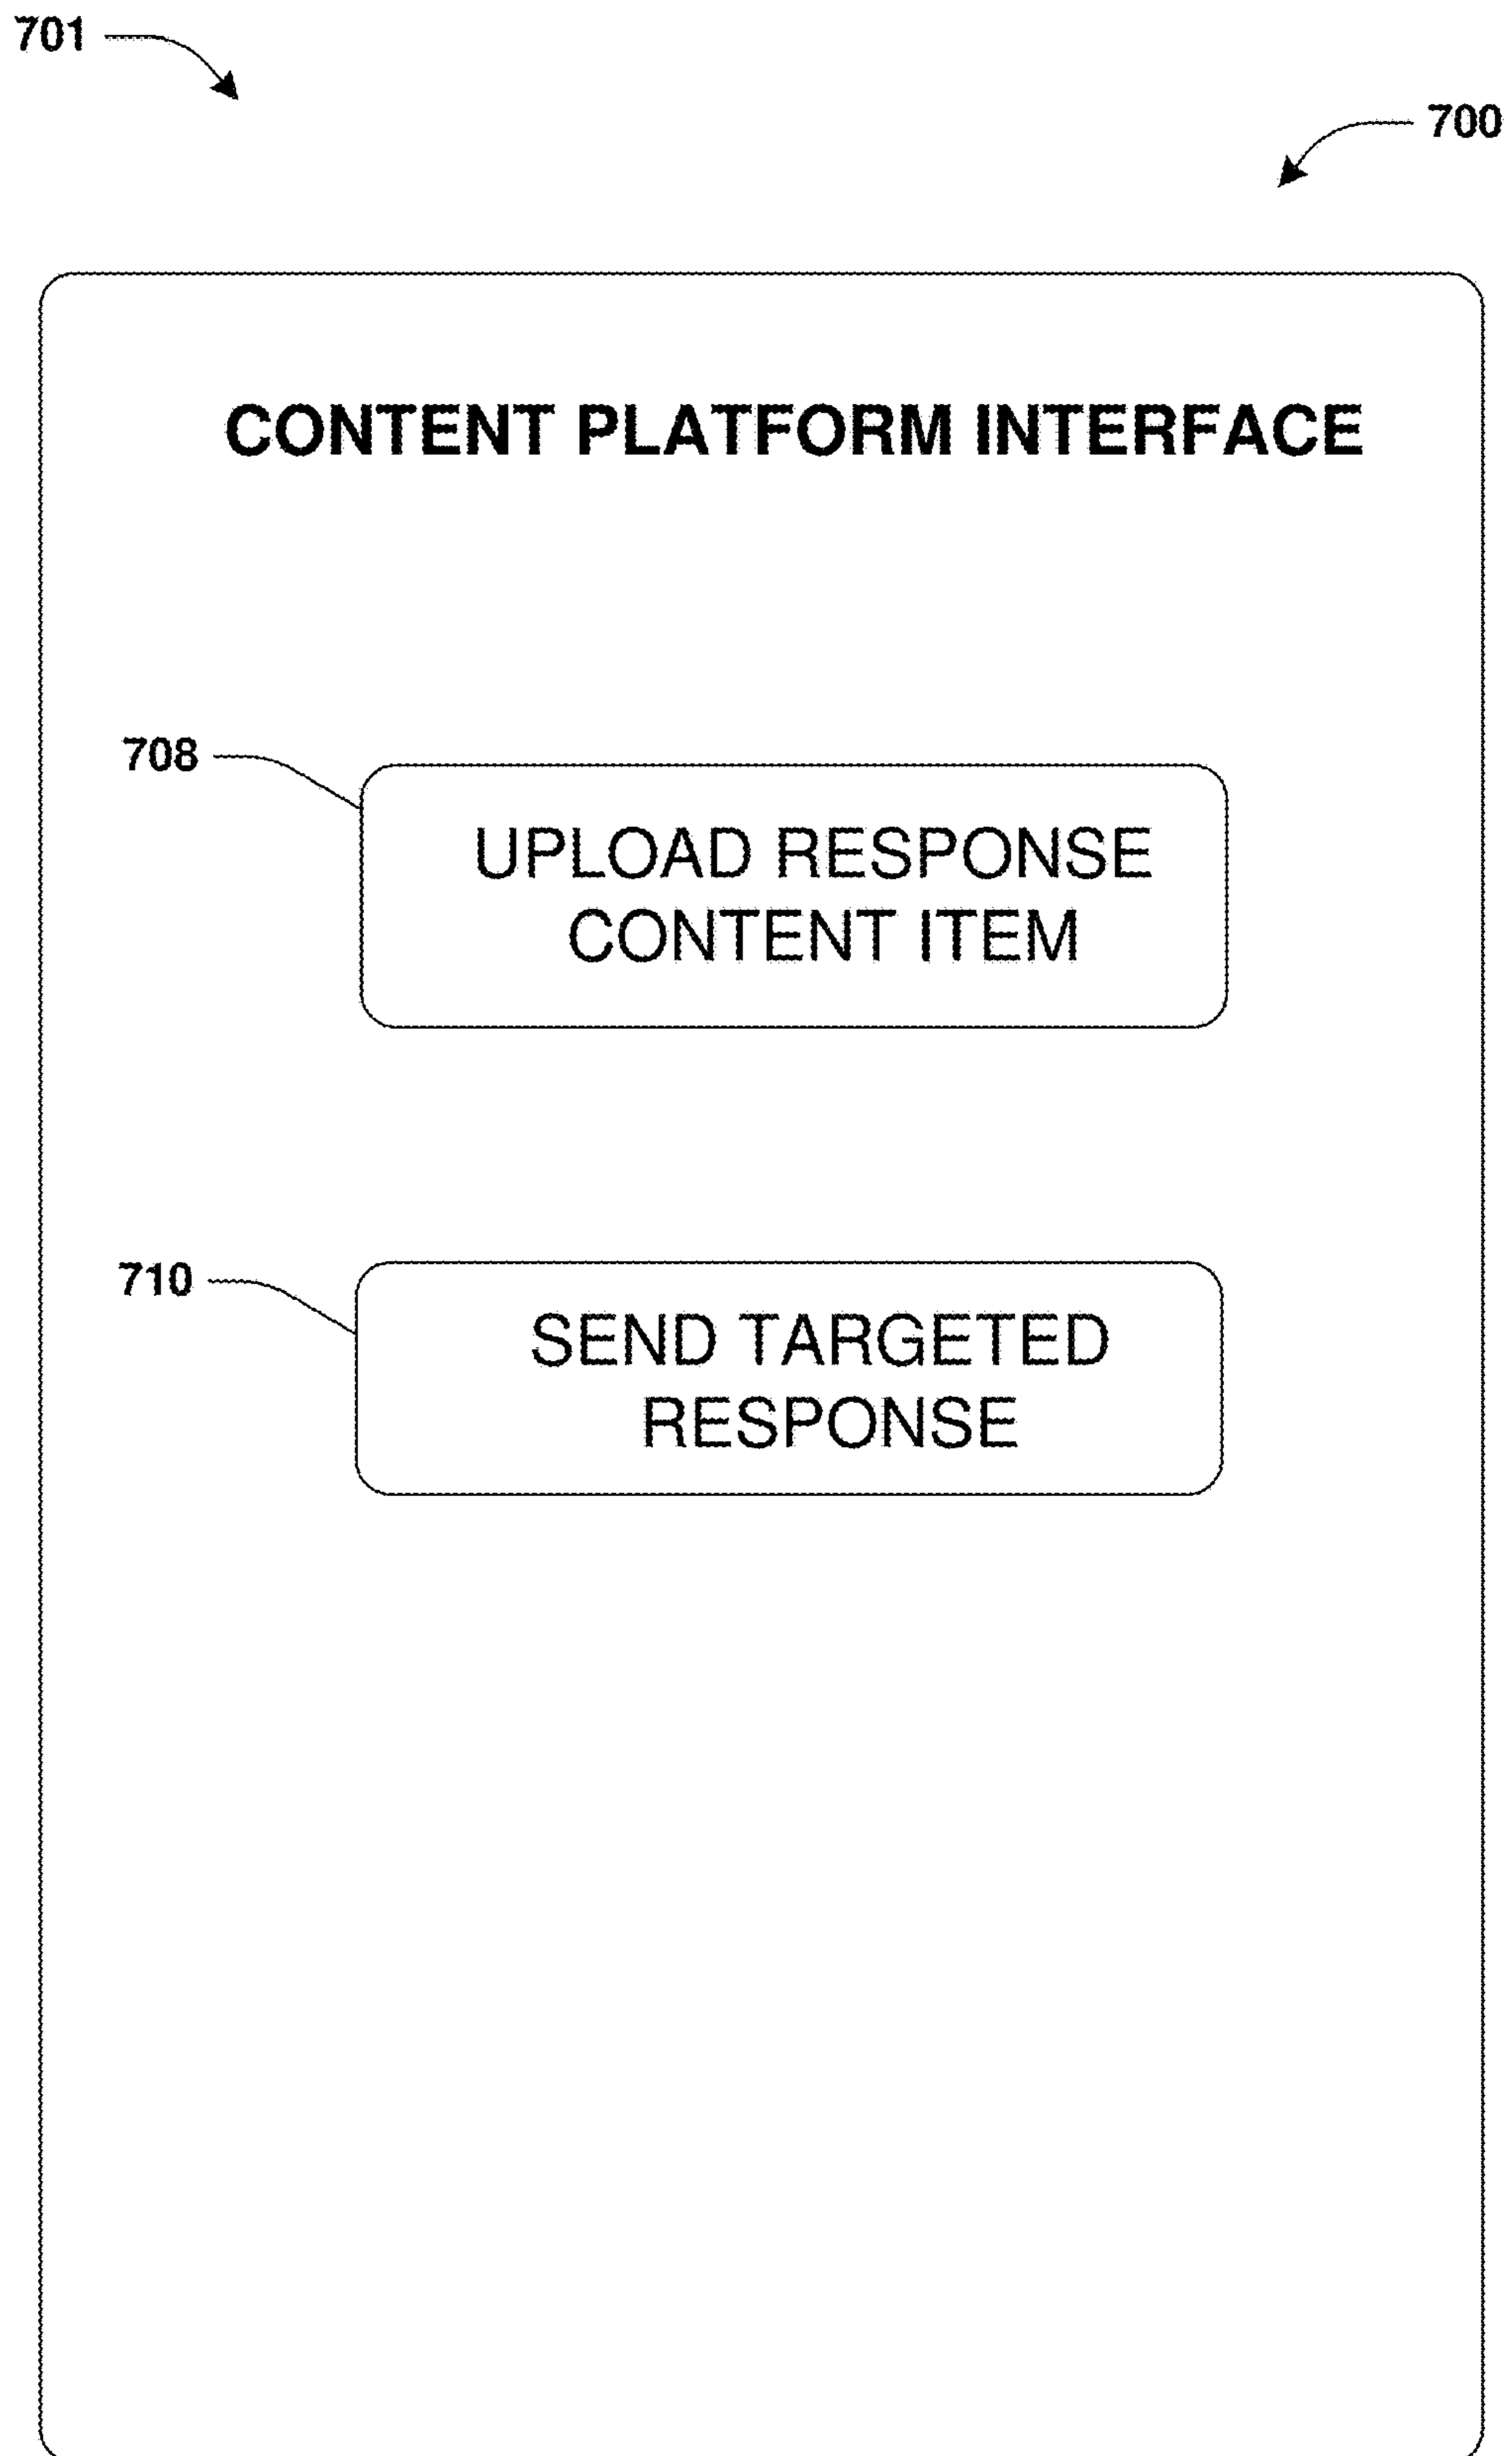 701
700
CONTENT PLATFORM INTERFACE
708
UPLOAD RESPONSE
CONTENT ITEM
710
SEND TARGETED
RESPONSE